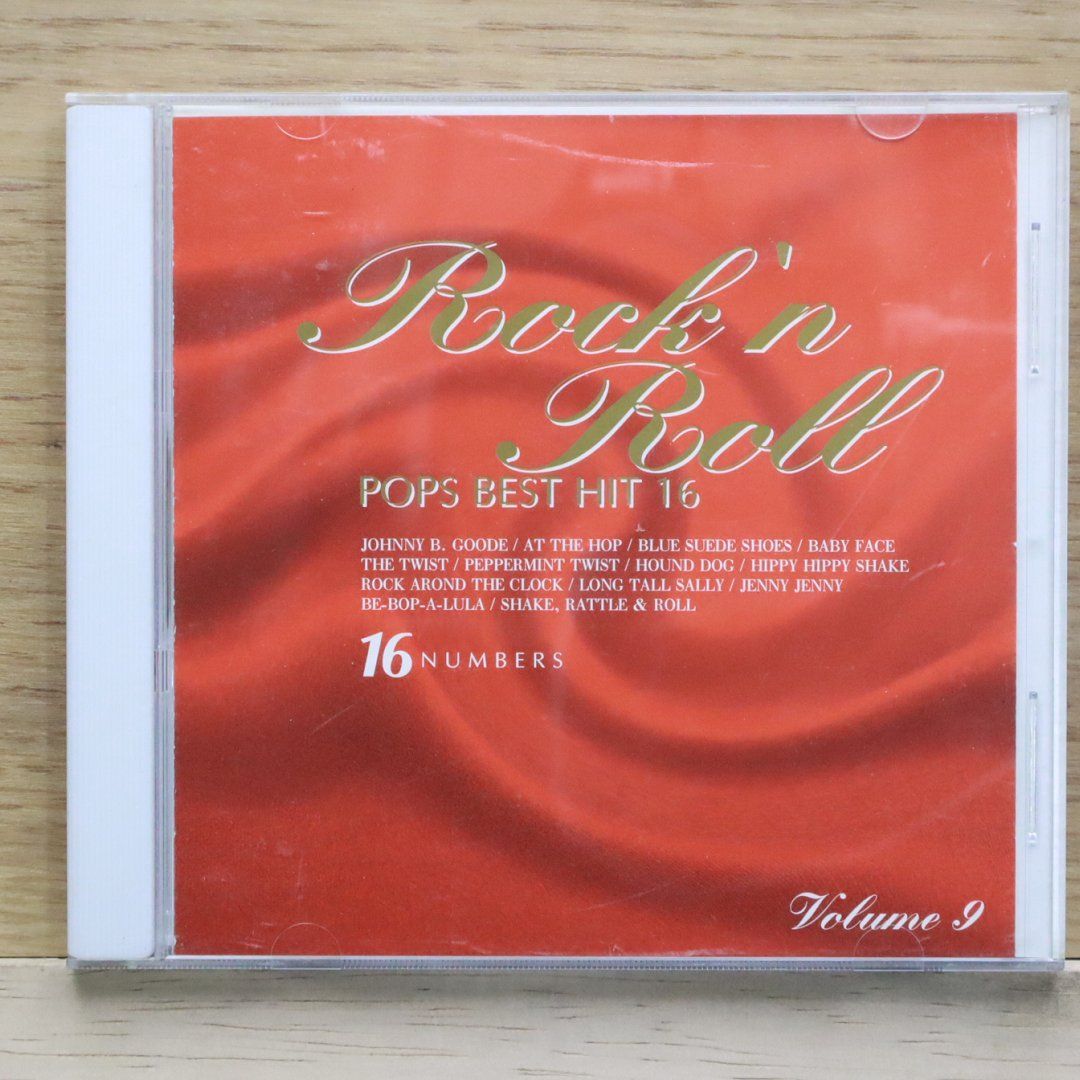 Rock'n
Roll
POPS BEST HIT 16
JOHNNY B. GOODE / AT THE HOP / BLUE SUEDE SHOES / BABY FACE
THE TWIST / PEPPERMINT TWIST / HOUND DOG / HIPPY HIPPY SHAKE
ROCK AROND THE CLOCK / LONG TALL SALLY / JENNY JENNY
BE-BOP-A-LULA / SHAKE, RATTLE & ROLL
16 NUMBERS
Volume 9